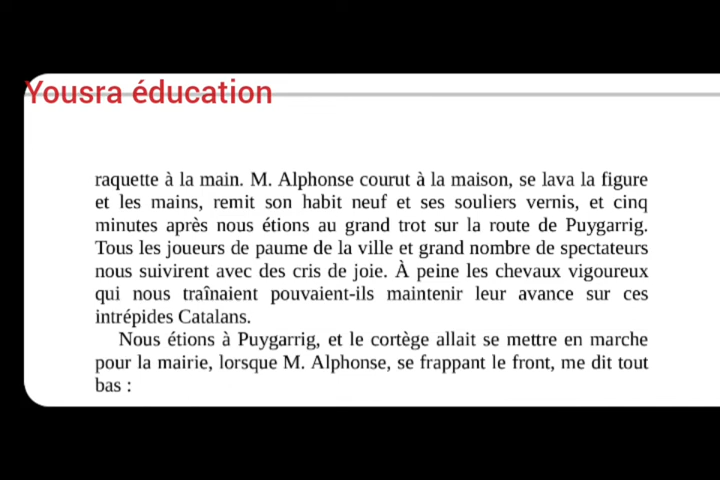 Yousra éducation
raquette à la main. M. Alphonse courut à la maison, se lava la figure
et les mains, remit son habit neuf et ses souliers vernis, et cinq
minutes après nous étions au grand trot sur la route de Puygarrig.
Tous les joueurs de paume de la ville et grand nombre de spectateurs
nous suivirent avec des cris de joie. À peine les chevaux vigoureux
qui nous traînaient pouvaient-ils maintenir leur avance sur ces
intrépides Catalans.
Nous étions à Puygarrig, et le cortège allait se mettre en marche
pour la mairie, lorsque M. Alphonse, se frappant le front, me dit tout
bas :